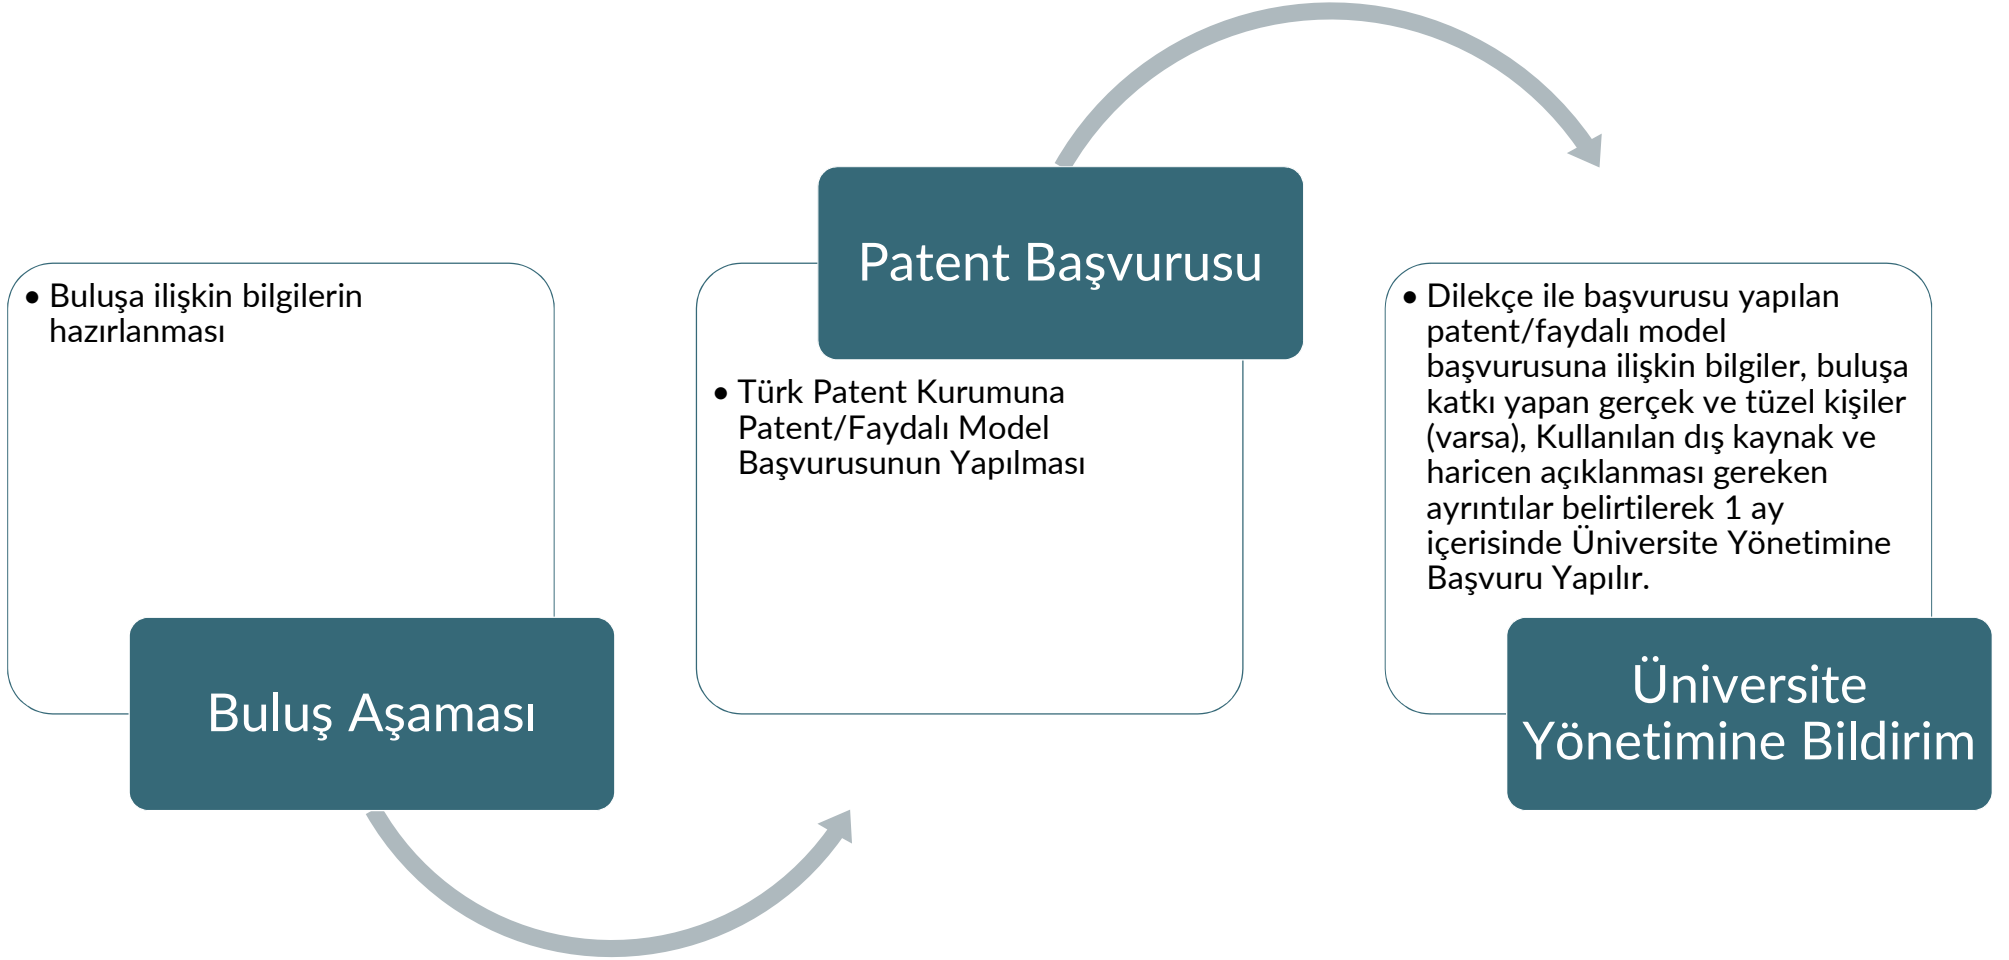 • Buluşa ilişkin bilgilerin
hazırlanması
Buluş Aşaması
Patent Başvurusu
• Türk Patent Kurumuna
Patent/Faydalı Model
Başvurusunun Yapılması
• Dilekçe ile başvurusu yapılan
patent/faydalı model
başvurusuna ilişkin bilgiler, buluşa
katkı yapan gerçek ve tüzel kişiler
(varsa), Kullanılan dış kaynak ve
haricen açıklanması gereken
ayrıntılar belirtilerek 1 ay
içerisinde Üniversite Yönetimine
Başvuru Yapılır.
Üniversite
Yönetimine Bildirim